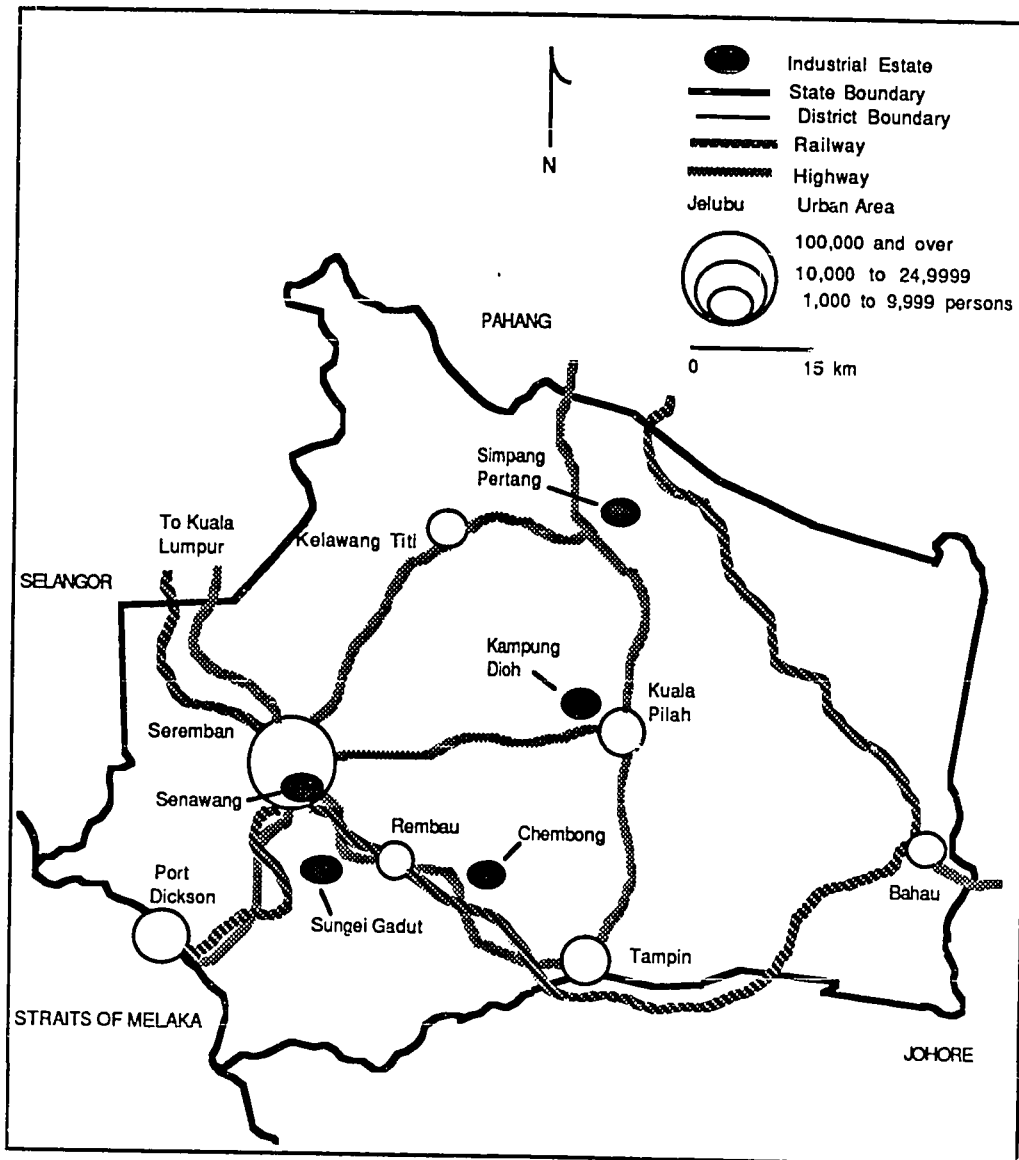 Industrial Estate
State Boundary
District Boundary
Railway
Highway
Jelubu Urban Area
100,000 and over
10,000 to 24,9999
1,000 to 9,999 persons
0 15 km
N
PAHANG
Simpang
Pertang
To Kuala
Lumpur
Kelawang Titi
SELANGOR
Kampung
Dioh
Kuala
Pilah
Seremban
Senawang
Rembau
Chembong
Port
Dickson
Sungei Gadut
Bahau
Tampin
STRAITS OF MELAKA
JOHORE